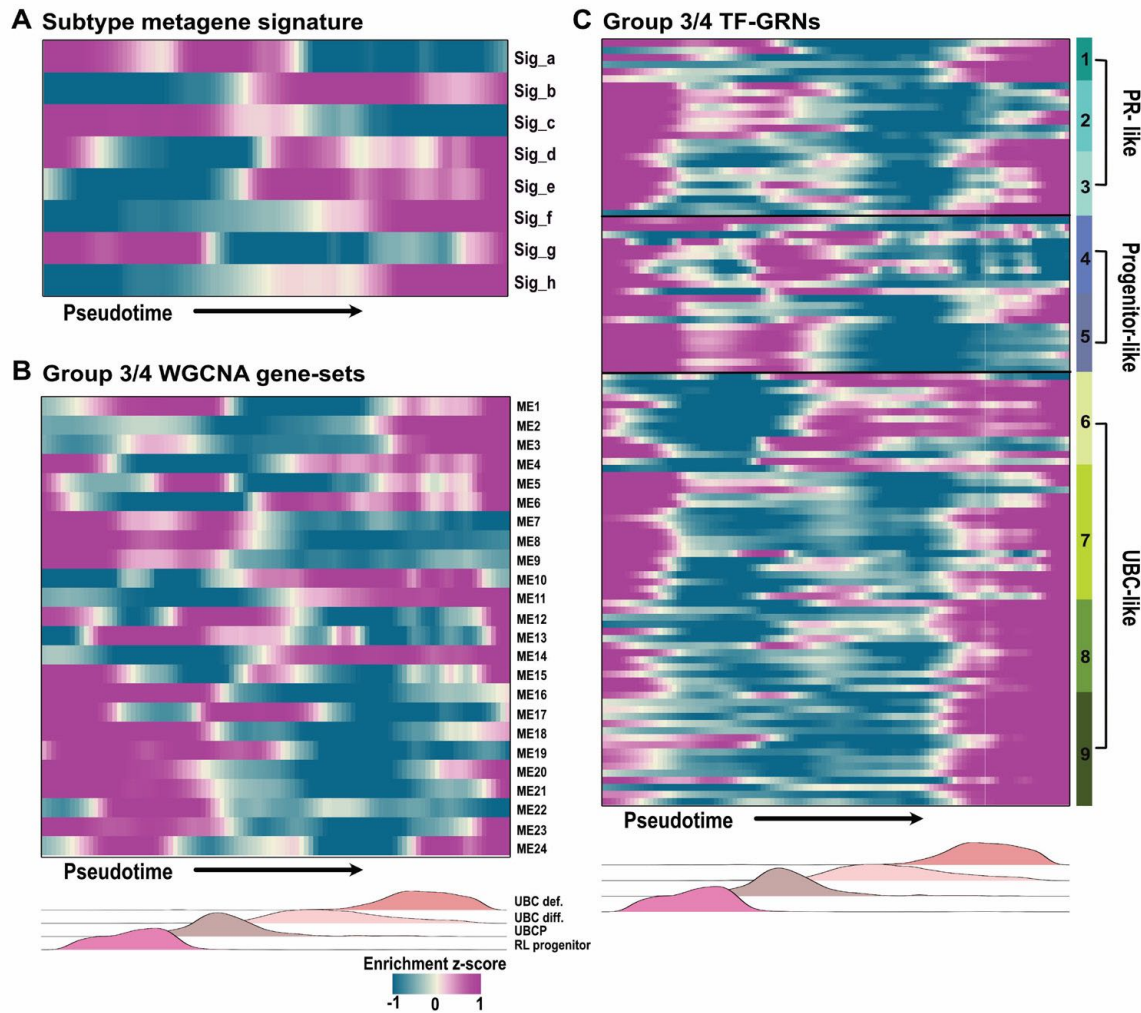 A Subtype metagene signature
Sig_a
Sig_b
Sig_c
Sig_d
Sig_e
Sig_f
Sig_g
Sig_h
Pseudotime
B Group 3/4 WGCNA gene-sets
ME1
ME2
ME3
ME4
ME5
ME6
ME7
ME8
ME9
ME10
ME11
ME12
ME13
ME14
ME15
ME16
ME17
ME18
ME19
ME20
ME21
ME22
ME23
ME24
Pseudotime
UBC def.
UBC diff.
UBCP
RL progenitor
Enrichment z-score
-1 0 1
C Group 3/4 TF-GRNs
1
2
3
4
5
6
7
8
9
PR- like
Progenitor-like
UBC-like
Pseudotime